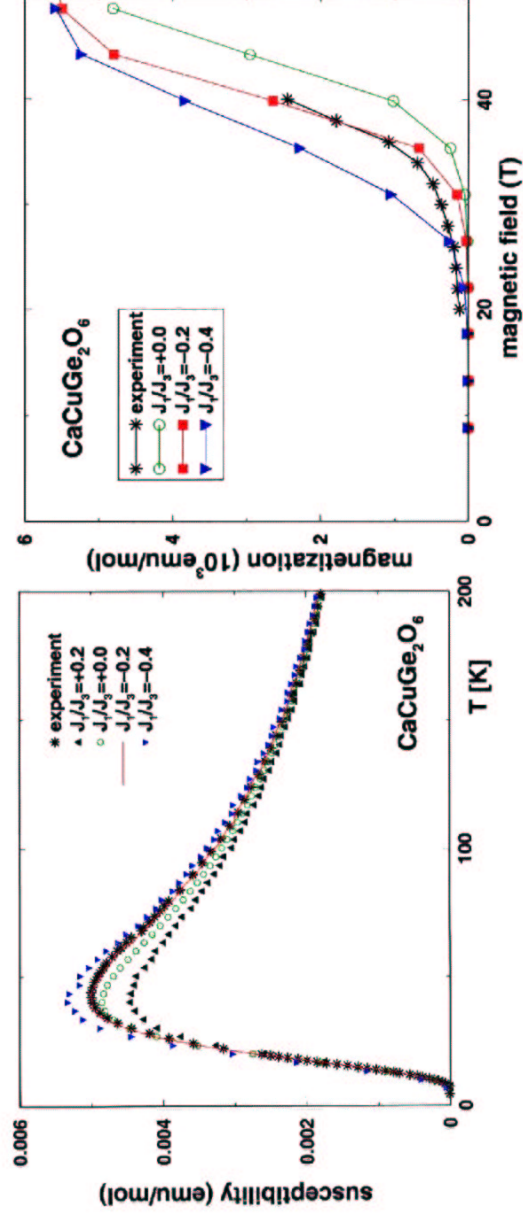 0.006
0.004
0.002
0
susceptibility (emu/mol)
experiment
J₁/J₃=+0.2
J₁/J₃=+0.0
J₁/J₃=−0.2
J₁/J₃=−0.4
CaCuGe₂O₆
0
100
200
T [K]
6
4
2
0
magnetization (10³emu/mol)
CaCuGe₂O₆
experiment
J₁/J₃=+0.0
J₁/J₃=−0.2
J₁/J₃=−0.4
0
20
40
magnetic field (T)